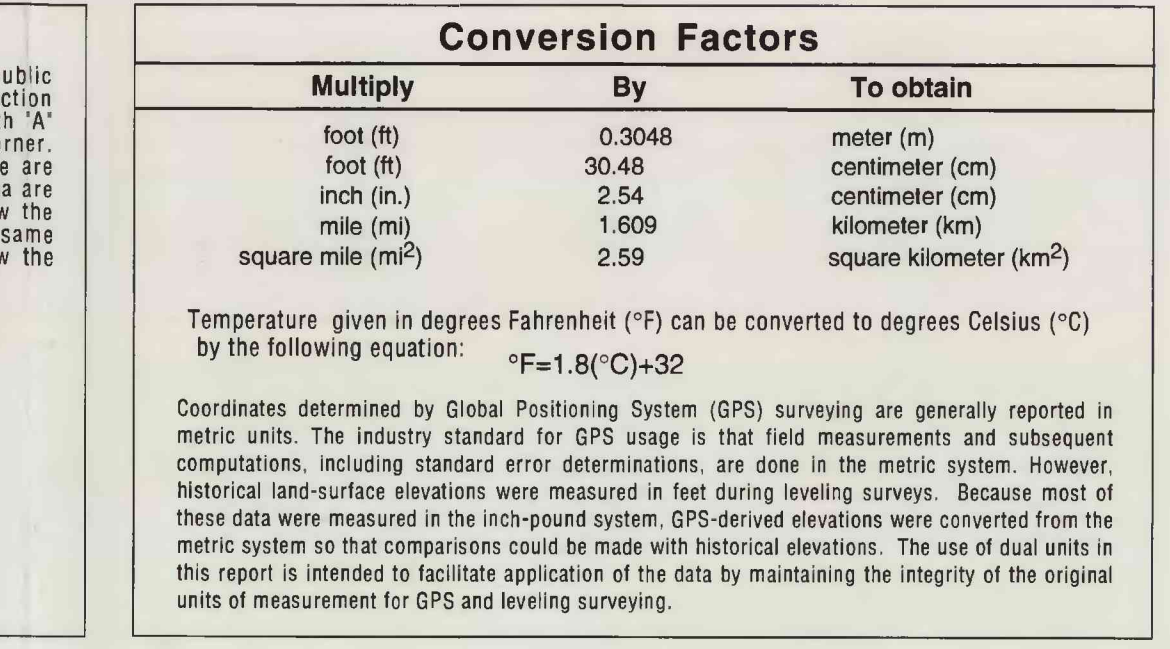 ublic
ction
h "A"
rner.
e are
a are
w the
same
w the
Conversion Factors
Multiply By To obtain
foot (ft) 0.3048 meter (m)
foot (ft) 30.48 centimeter (cm)
inch (in.) 2.54 centimeter (cm)
mile (mi) 1.609 kilometer (km)
square mile (mi²) 2.59 square kilometer (km²)
Temperature given in degrees Fahrenheit (°F) can be converted to degrees Celsius (°C)
by the following equation:
°F=1.8(°C)+32
Coordinates determined by Global Positioning System (GPS) surveying are generally reported in
metric units. The industry standard for GPS usage is that field measurements and subsequent
computations, including standard error determinations, are done in the metric system. However,
historical land-surface elevations were measured in feet during leveling surveys. Because most of
these data were measured in the inch-pound system, GPS-derived elevations were converted from the
metric system so that comparisons could be made with historical elevations. The use of dual units in
this report is intended to facilitate application of the data by maintaining the integrity of the original
units of measurement for GPS and leveling surveying.